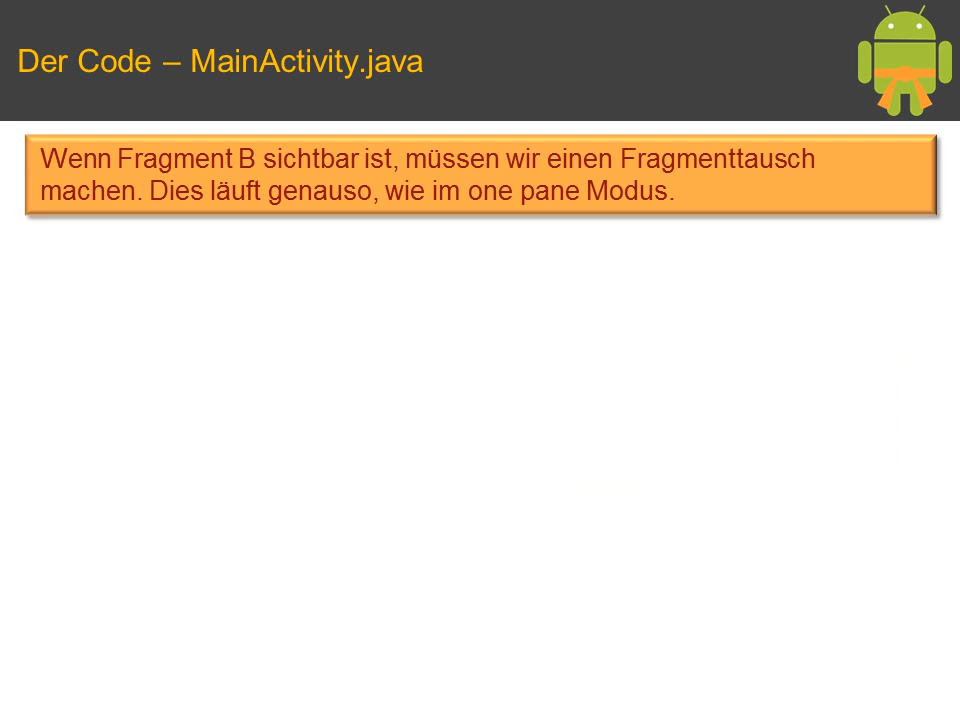 Der Code – MainActivity.java
Wenn Fragment B sichtbar ist, müssen wir einen Fragmenttausch
machen. Dies läuft genauso, wie im one pane Modus.